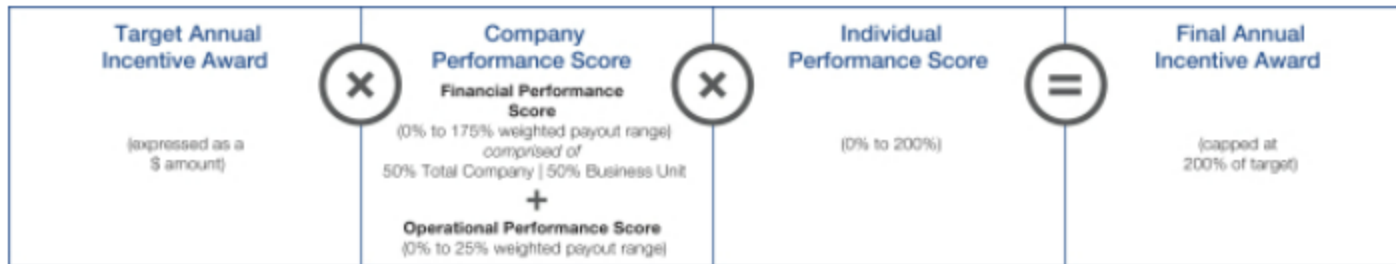 Target Annual
Incentive Award
(expressed as a
$ amount)
×
Company
Performance Score
Financial Performance
Score
(0% to 175% weighted payout range)
comprised of
50% Total Company | 50% Business Unit
+
Operational Performance Score
(0% to 25% weighted payout range)
×
Individual
Performance Score
(0% to 200%)
=
Final Annual
Incentive Award
(capped at
200% of target)